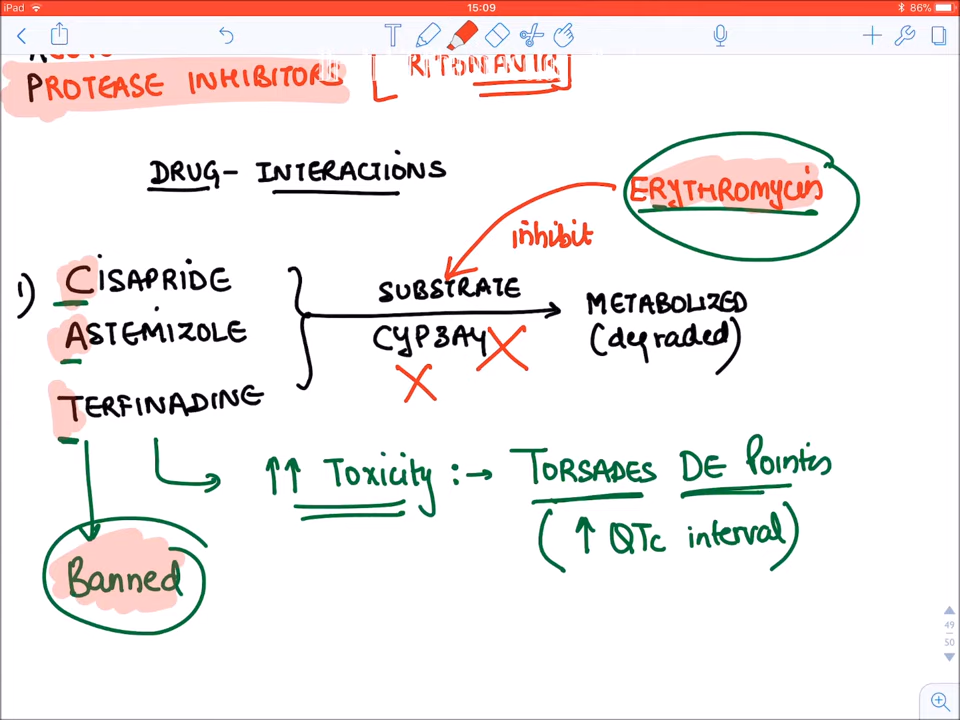 iPad 15:09 86%
T
PROTEASE INHIBITOR RITONAVIR
DRUG- INTERACTIONS
ERYTHROMYCIN
inhibit
1) CISAPRIDE
ASTEMIZOLE
TERFINADINE
SUBSTRATE
CYP3A4
METABOLIZED
(degraded)
↑↑ Toxicity :→ TORSADES DE Pointes
(↑ QTc interval)
Banned
49
50